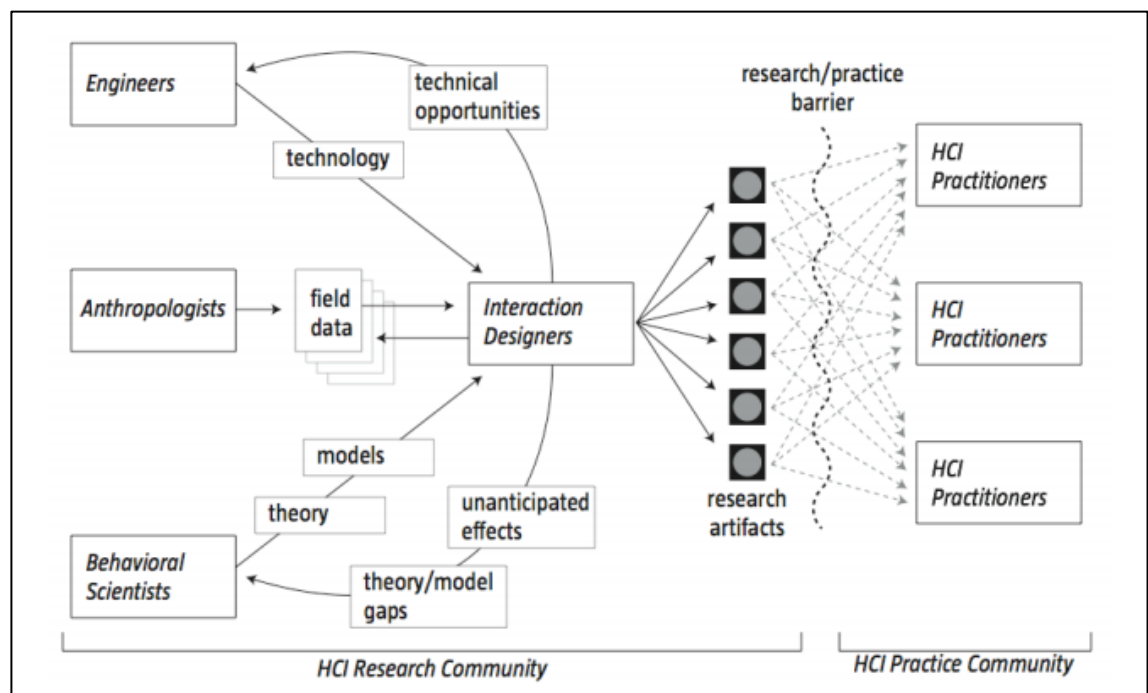 Engineers
technical
opportunities
technology
research/practice
barrier
HCI
Practitioners
Anthropologists
field
data
Interaction
Designers
HCI
Practitioners
models
theory
unanticipated
effects
research
artifacts
HCI
Practitioners
Behavioral
Scientists
theory/model
gaps
HCI Research Community
HCI Practice Community